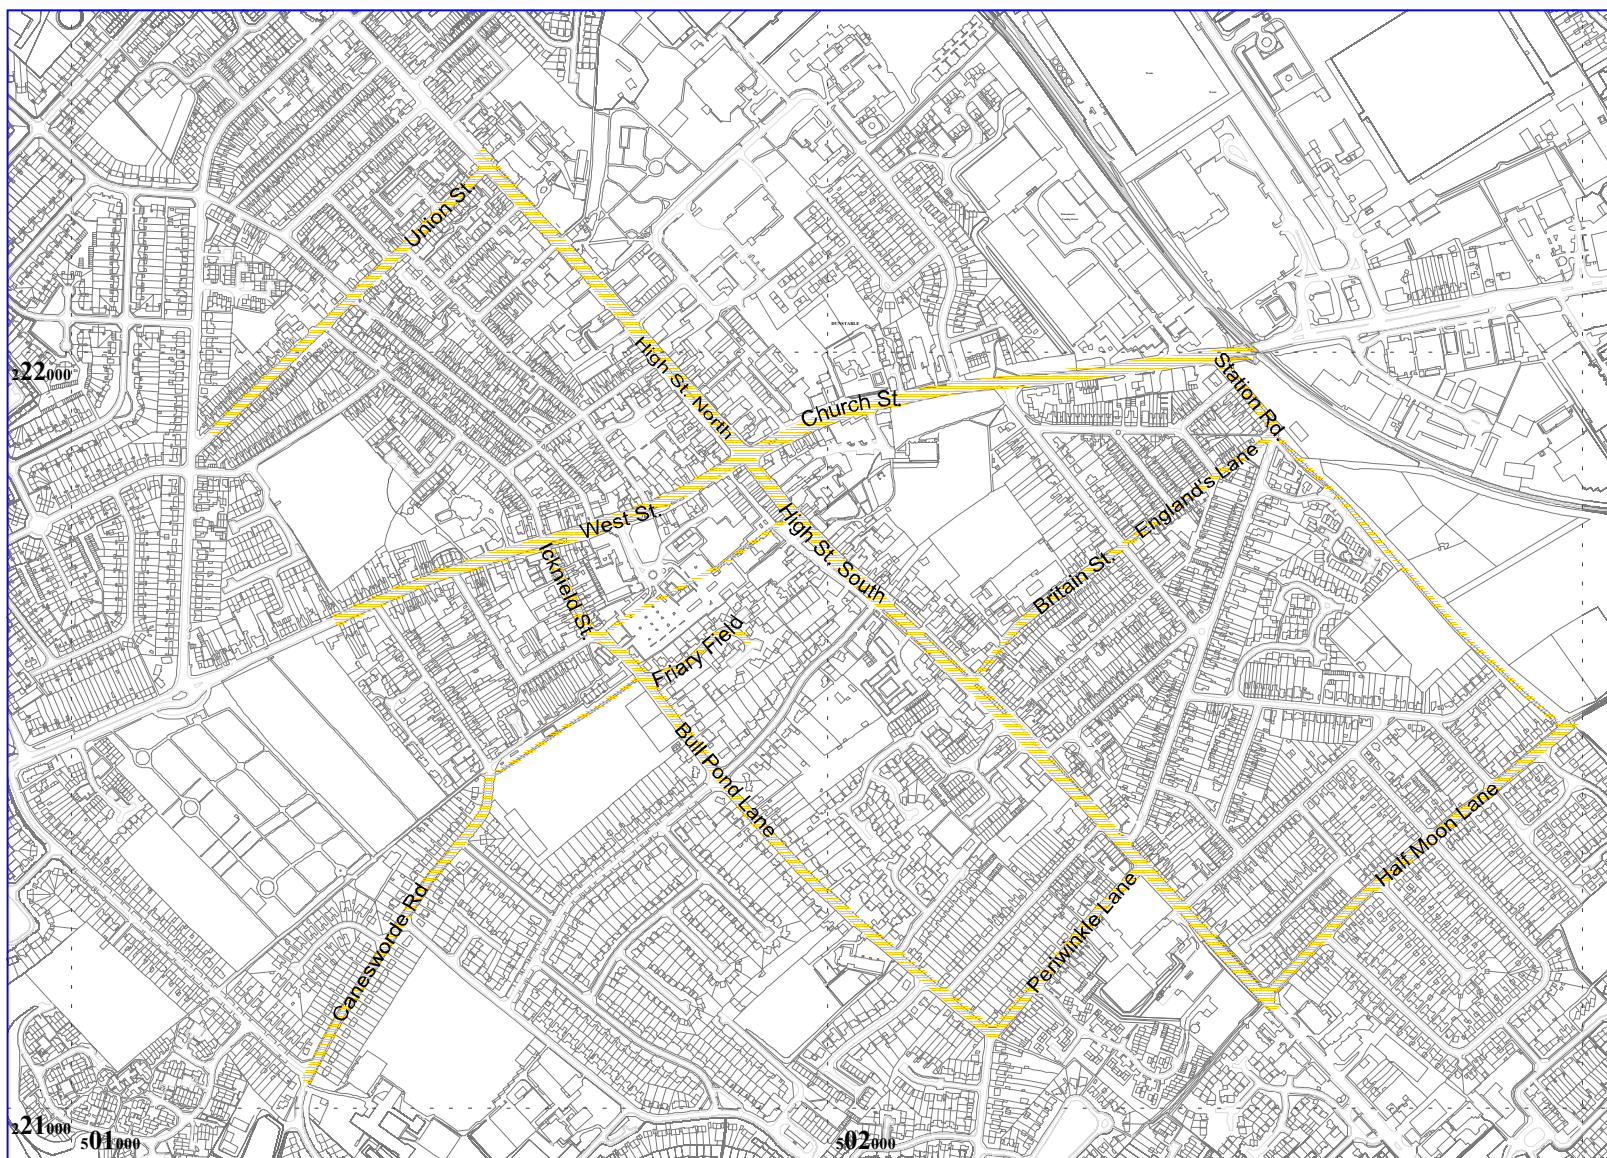 Union St.
High St. North
DUNSTABLE
222000
Station Rd.
Church St.
England's Lane
West St.
High St. South
Icknield St.
Britain St.
Friary Field
Bull Pond Lane
Half Moon Lane
Canesworde Rd
Periwinkle Lane
221000
501000
502000